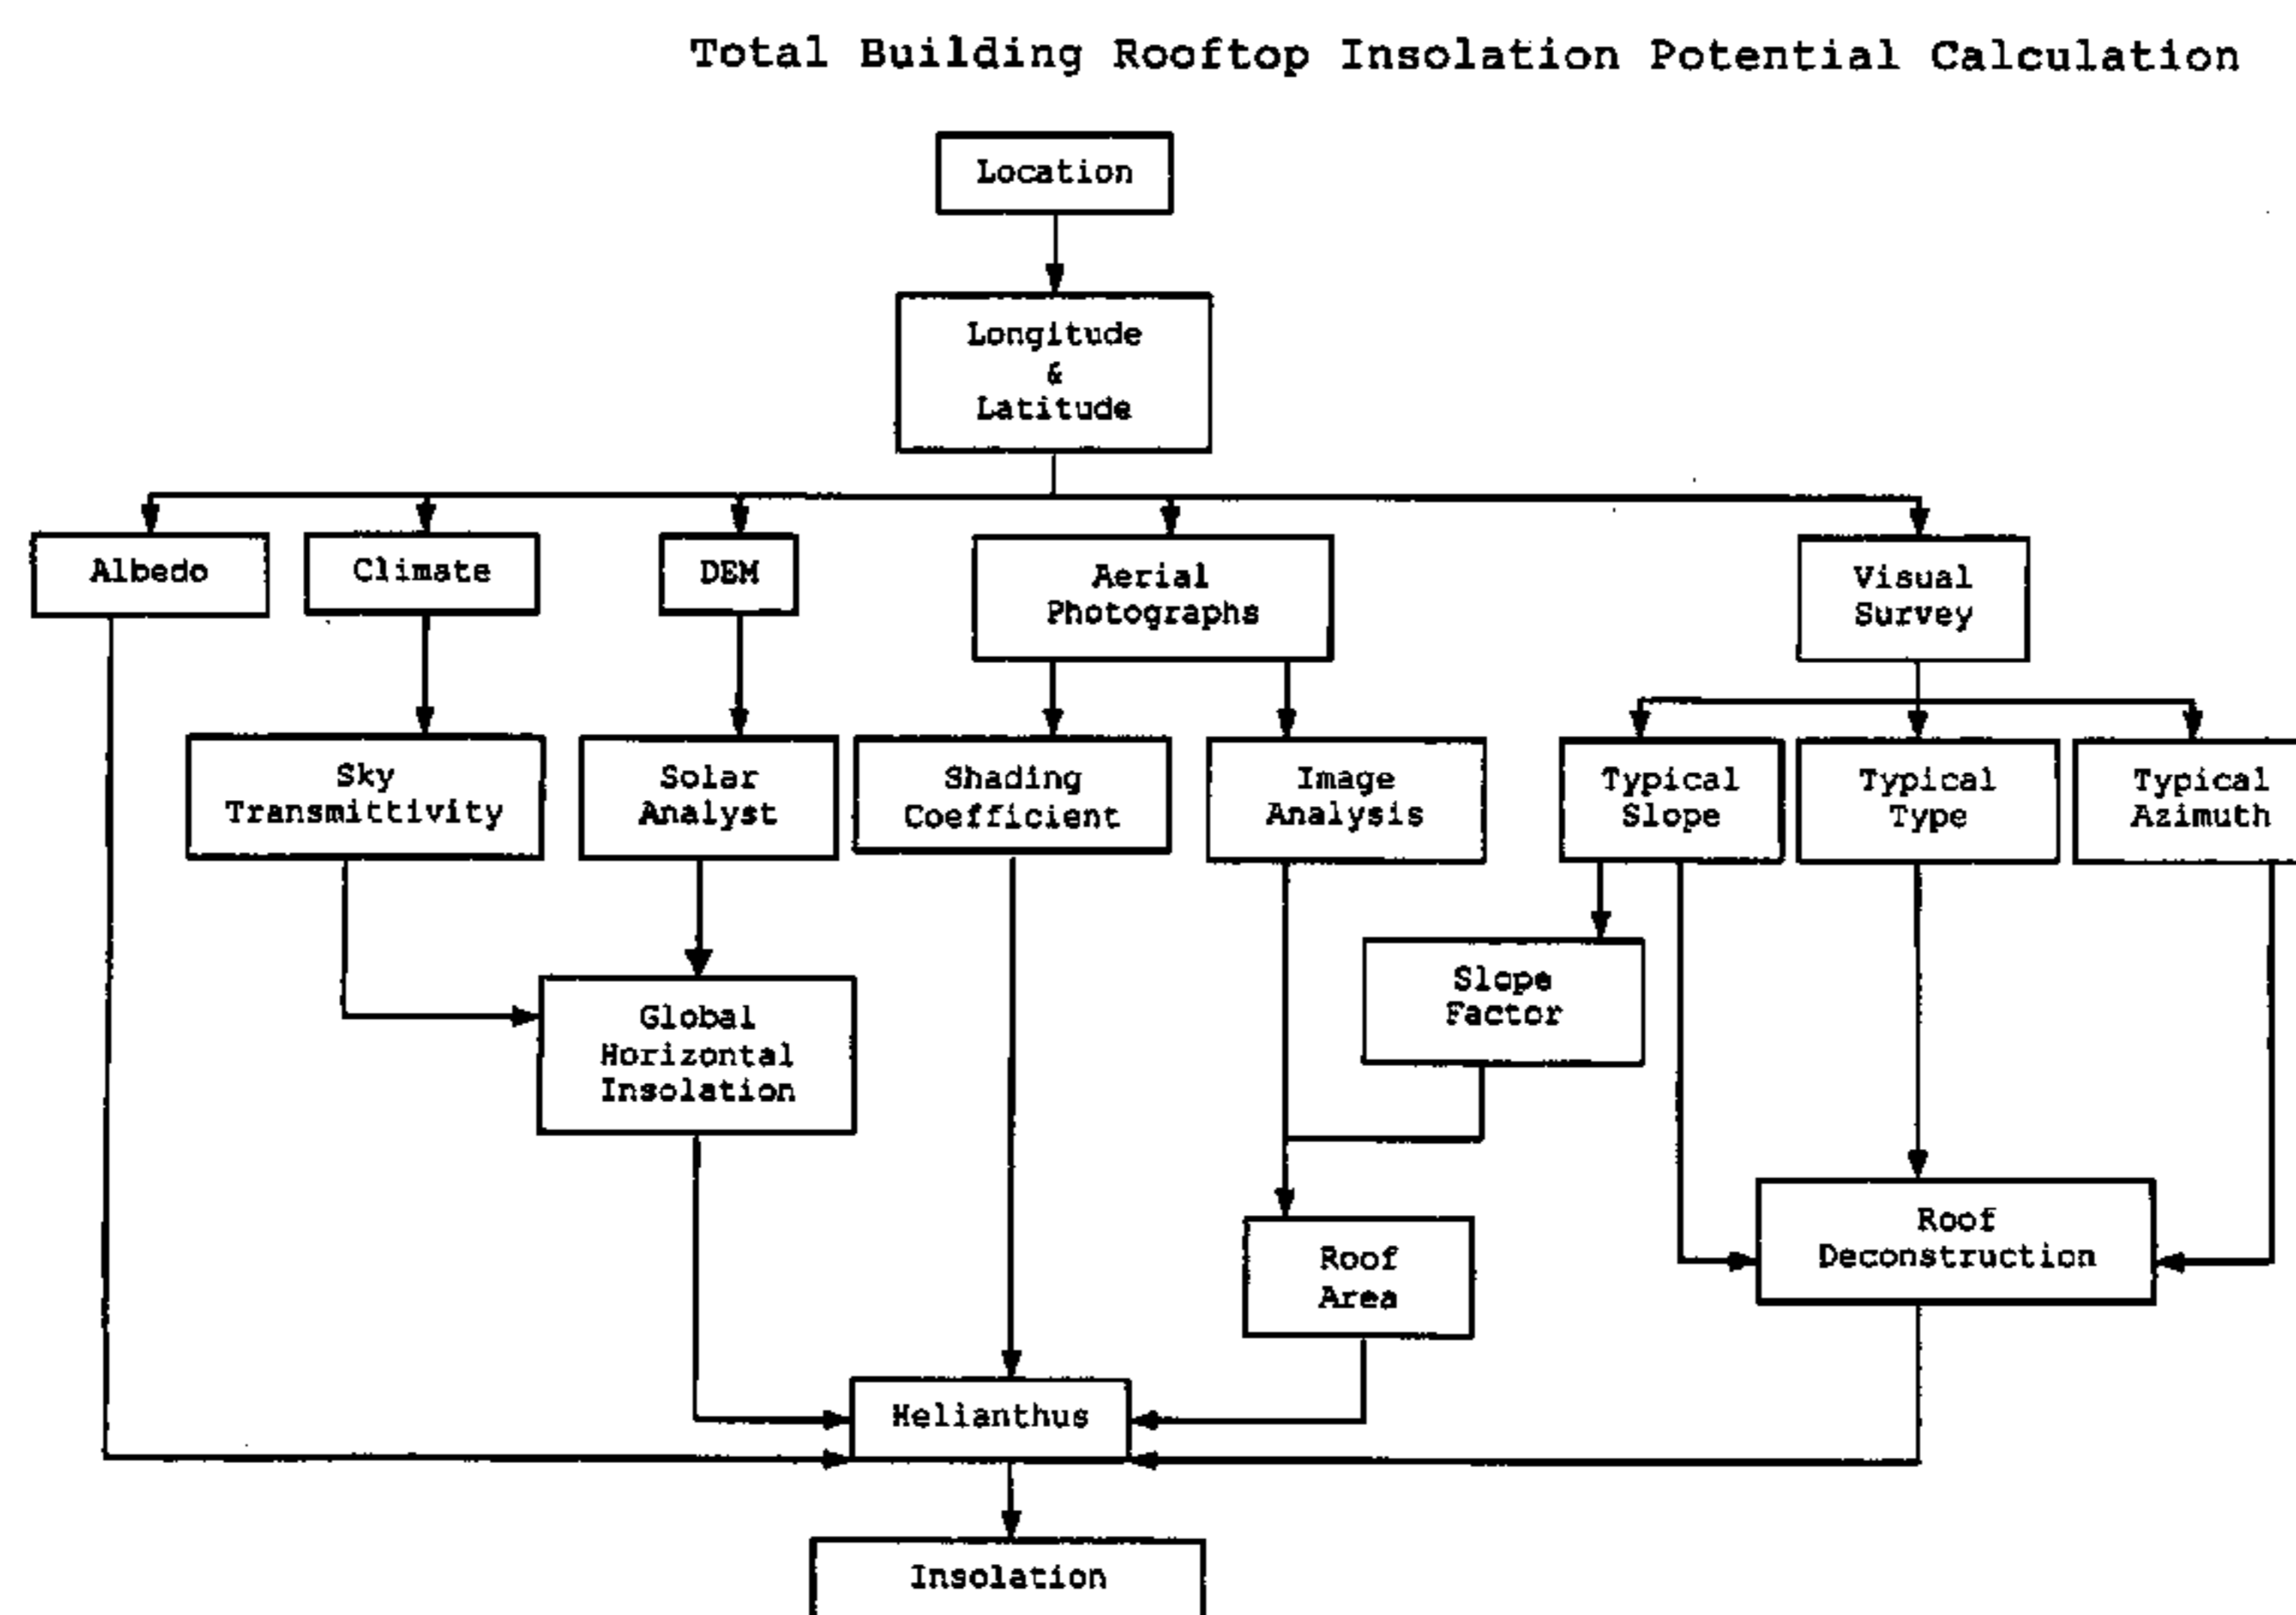 Total Building Rooftop Insolation Potential Calculation
Location
Longitude
&
Latitude
Albedo
Climate
DEM
Aerial
Photographs
Visual
Survey
Sky
Transmittivity
Solar
Analyst
Shading
Coefficient
Image
Analysis
Typical
Slope
Typical
Type
Typical
Azimuth
Slope
Factor
Global
Horizontal
Insolation
Roof
Area
Roof
Deconstruction
Helianthus
Insolation